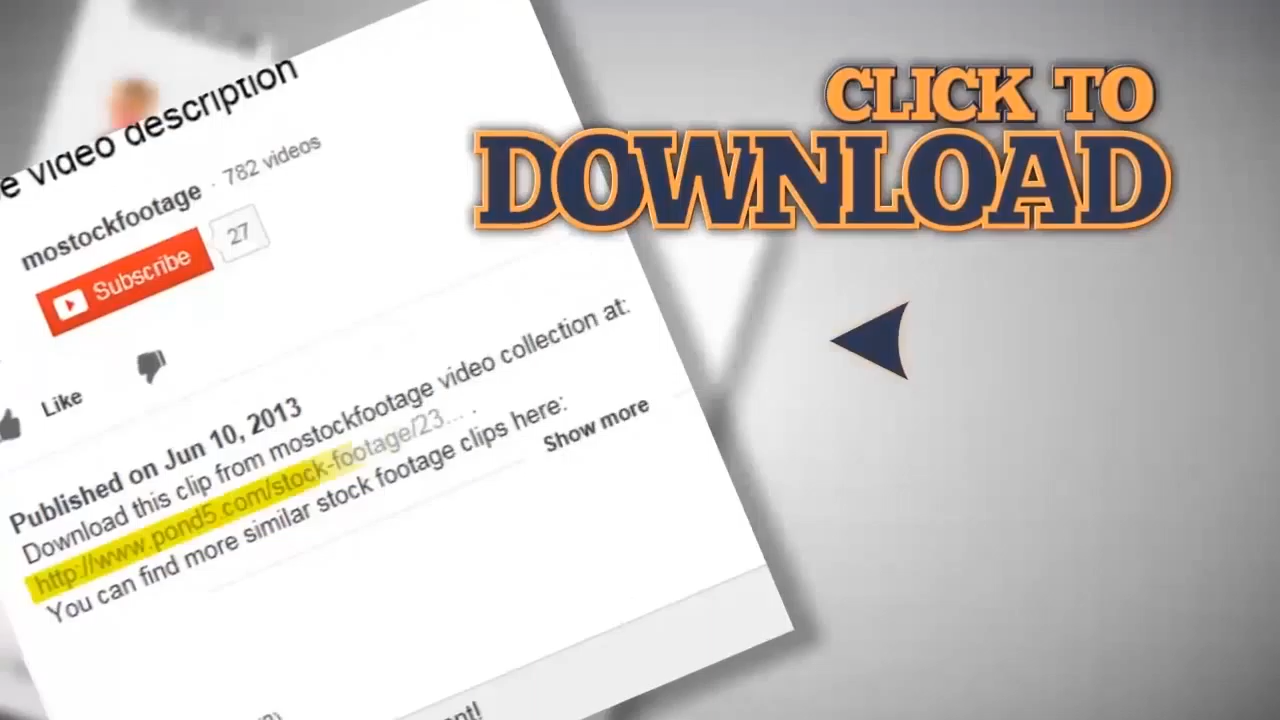 CLICK TO
DOWNLOAD
e video description
mostockfootage · 782 videos
Subscribe
27
Like
Published on Jun 10, 2013
Download this clip from mostockfootage video collection at:
http://www.pond5.com/stock-footage/23... .
You can find more similar stock footage clips here:
Show more